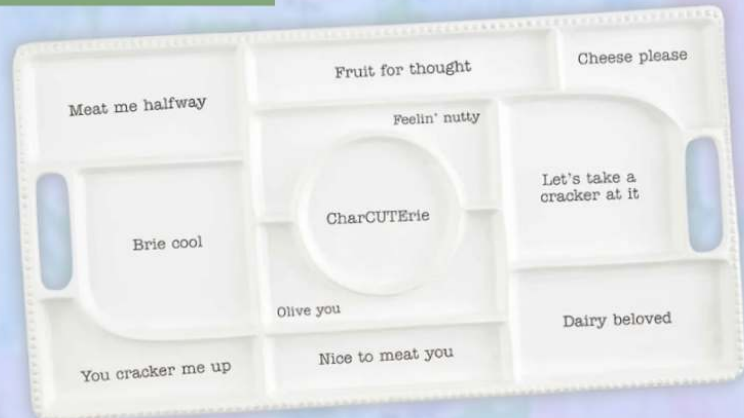 Meat me halfway
Fruit for thought
Cheese please
Feelin' nutty
Brie cool
CharCUTErie
Let's take a
cracker at it
Olive you
Dairy beloved
You cracker me up
Nice to meat you